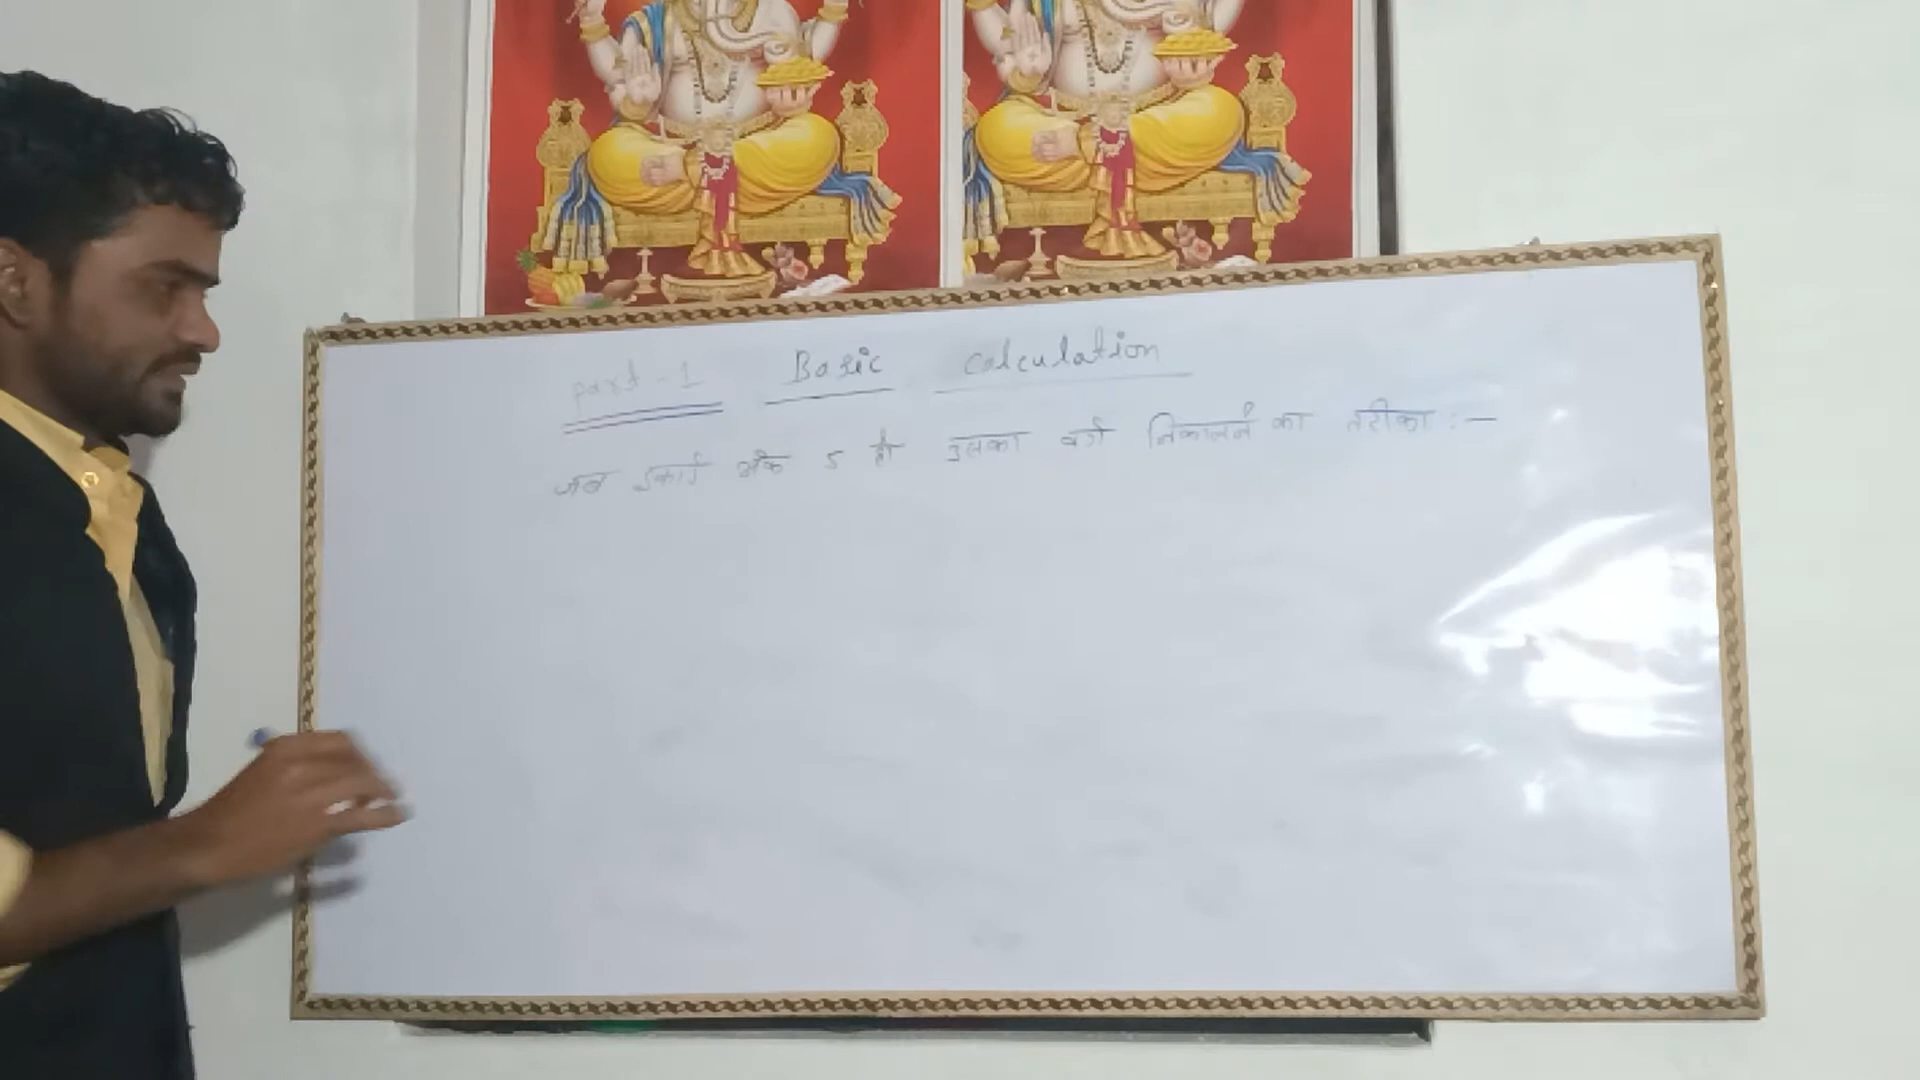 part-1 Basic calculation
जब इकाई अंक 5 हो उसका वर्ग निकालने का तरीका :-